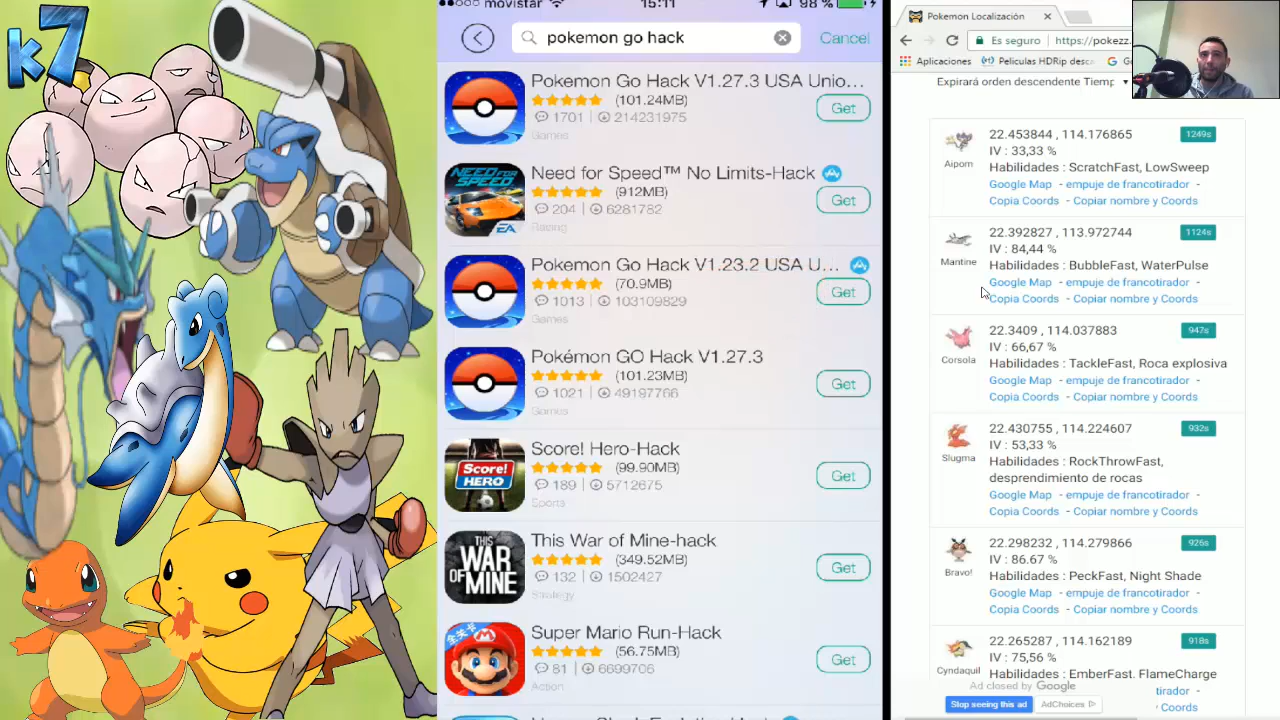 k7
movistar 15:11 98 %
pokemon go hack Cancel
Pokemon Go Hack V1.27.3 USA Unio...
(101.24MB)
1701 | 214231975
Games
Get
Need for Speed™ No Limits-Hack
(912MB)
204 | 6281782
Racing
Get
NEED FOR SPEED
EA
Pokemon Go Hack V1.23.2 USA U...
(70.9MB)
1013 | 103109829
Games
Get
Pokémon GO Hack V1.27.3
(101.23MB)
1021 | 49197766
Games
Get
Score! Hero-Hack
(99.90MB)
189 | 5712675
Sports
Get
Score! HERO
This War of Mine-hack
(349.52MB)
132 | 1502427
Strategy
Get
THIS WAR OF MINE
Super Mario Run-Hack
(56.75MB)
81 | 6699706
Action
Get
Pokemon Localización
Es seguro | https://pokezz.
Aplicaciones Peliculas HDRip desc
Expirará orden descendente Tiemp
22.453844 , 114.176865 1249s
IV : 33,33 %
Aipom
Habilidades : ScratchFast, LowSweep
Google Map - empuje de francotirador -
Copia Coords - Copiar nombre y Coords
22.392827 , 113.972744 1124s
IV : 84,44 %
Mantine
Habilidades : BubbleFast, WaterPulse
Google Map - empuje de francotirador -
Copia Coords - Copiar nombre y Coords
22.3409 , 114.037883 947s
IV : 66,67 %
Corsola
Habilidades : TackleFast, Roca explosiva
Google Map - empuje de francotirador -
Copia Coords - Copiar nombre y Coords
22.430755 , 114.224607 932s
IV : 53,33 %
Slugma
Habilidades : RockThrowFast,
desprendimiento de rocas
Google Map - empuje de francotirador -
Copia Coords - Copiar nombre y Coords
22.298232 , 114.279866 926s
IV : 86.67 %
Bravo!
Habilidades : PeckFast, Night Shade
Google Map - empuje de francotirador -
Copia Coords - Copiar nombre y Coords
22.265287 , 114.162189 918s
IV : 75,56 %
Cyndaquil
Habilidades : EmberFast, FlameCharge
Ad closed by Google
tirador -
Stop seeing this ad AdChoices
Coords